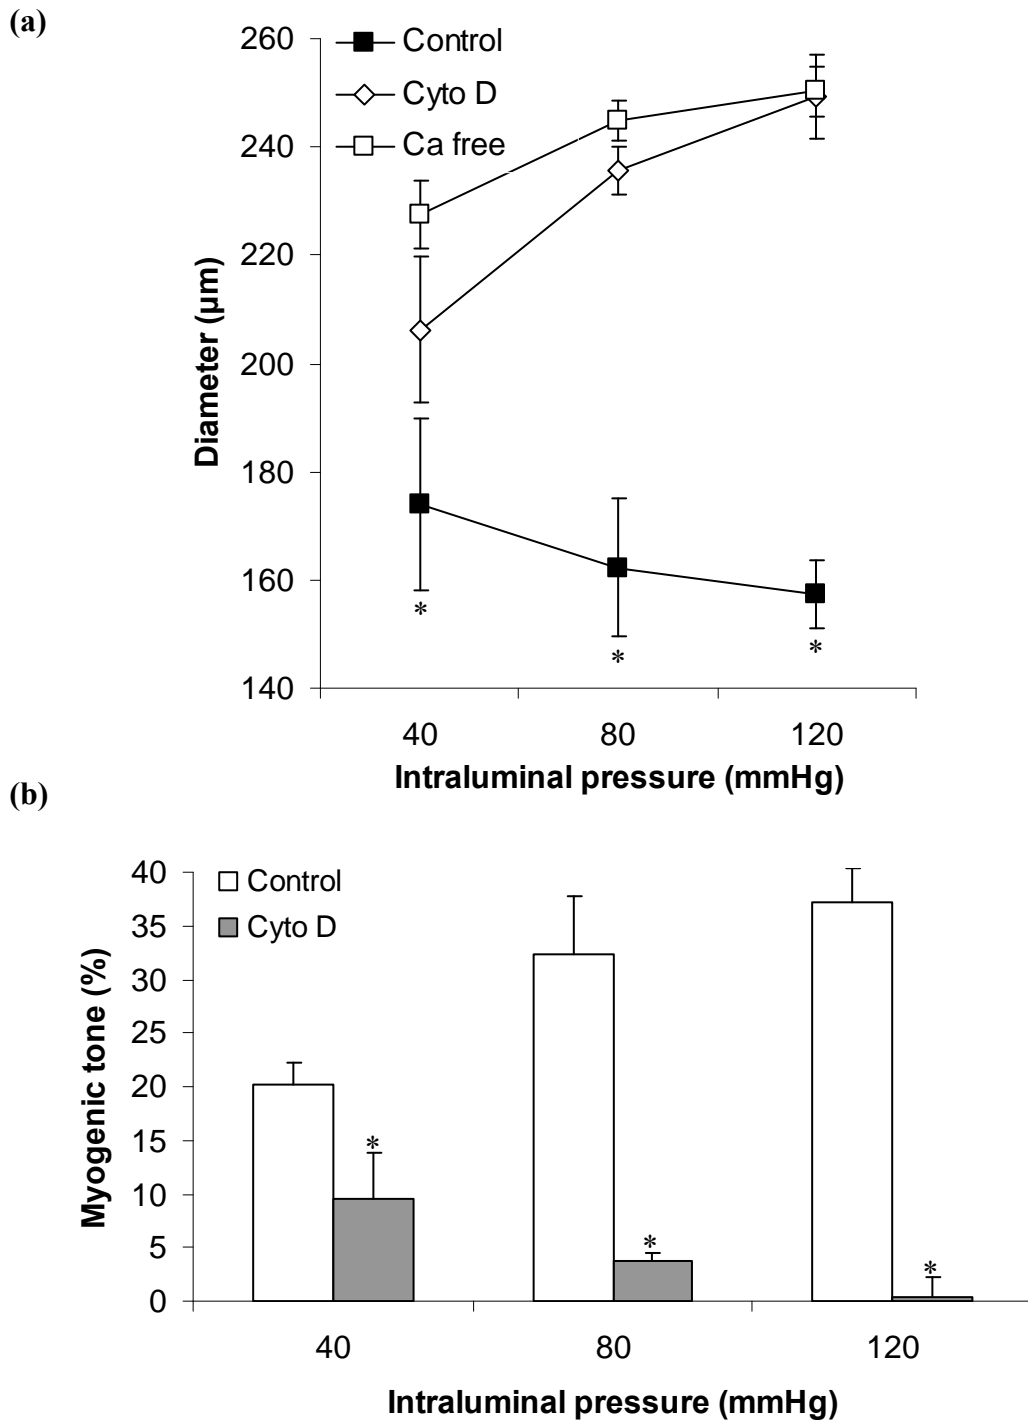 (a)
260
240
220
200
180
160
140
Diameter (µm)
Control
Cyto D
Ca free
*
*
*
40 80 120
Intraluminal pressure (mmHg)
(b)
40
35
30
25
20
15
10
5
0
Myogenic tone (%)
Control
Cyto D
*
*
*
40 80 120
Intraluminal pressure (mmHg)